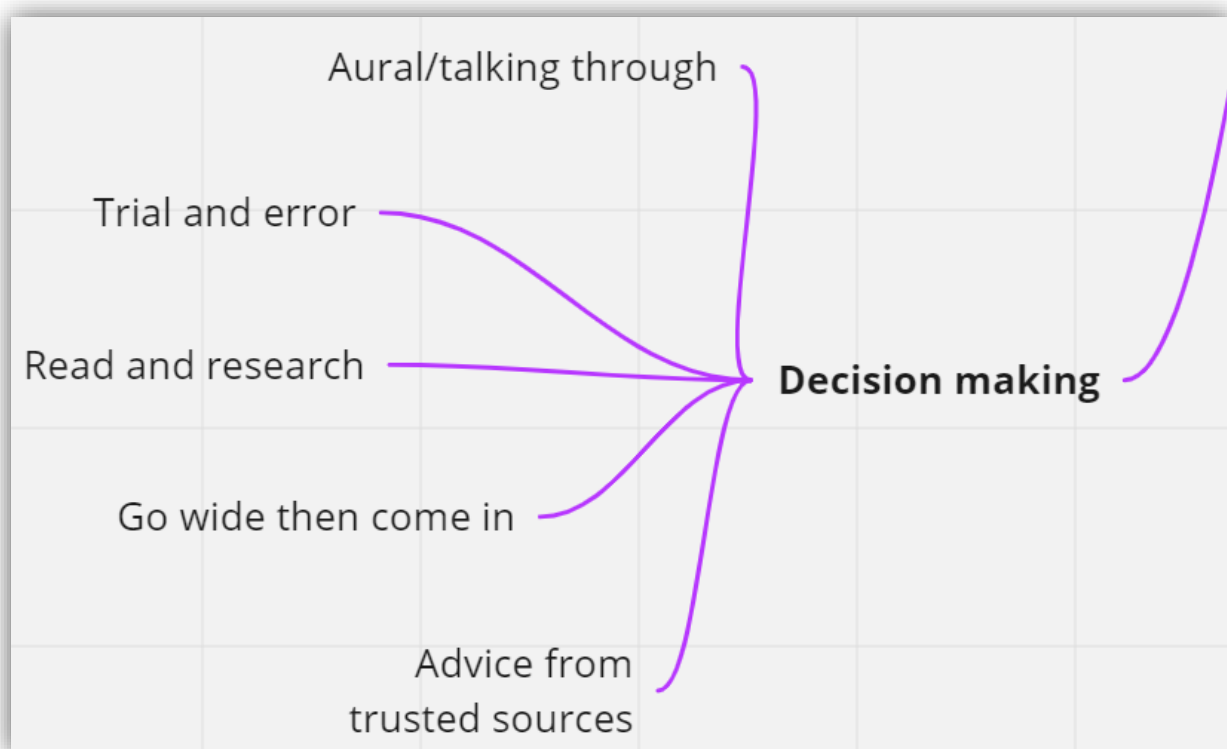 Aural/talking through
Trial and error
Read and research
Decision making
Go wide then come in
Advice from
trusted sources